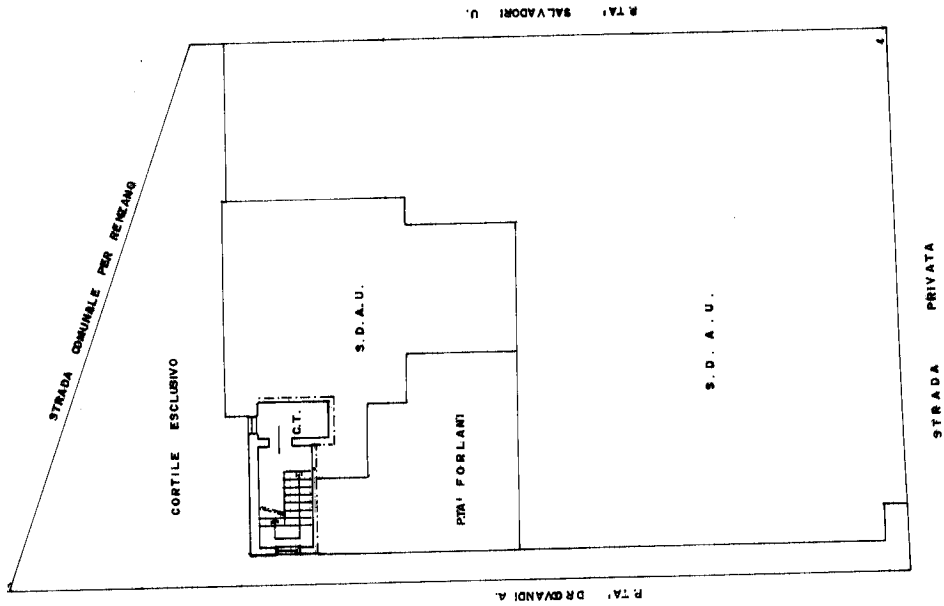 P.TA' SALVADORI U.
STRADA COMUNALE PER RENZANO
CORTILE ESCLUSIVO
S.D.A.U.
C.T.
P.TA' FORLANI
S.D.A.U.
STRADA PRIVATA
P.TA' DROVANDI A.